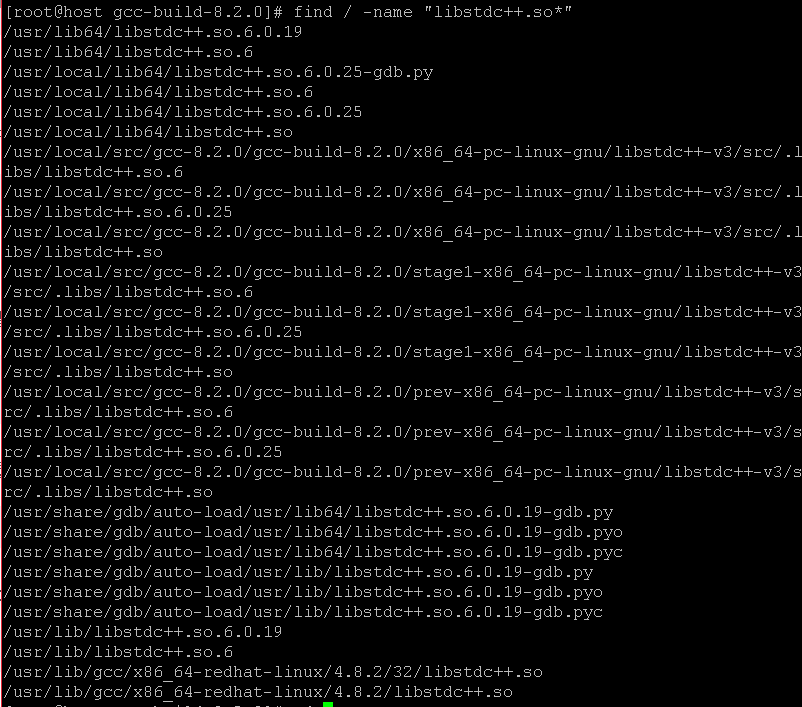 [root@host gcc-build-8.2.0]# find / -name "libstdc++.so*"
/usr/lib64/libstdc++.so.6.0.19
/usr/lib64/libstdc++.so.6
/usr/local/lib64/libstdc++.so.6.0.25-gdb.py
/usr/local/lib64/libstdc++.so.6
/usr/local/lib64/libstdc++.so.6.0.25
/usr/local/lib64/libstdc++.so
/usr/local/src/gcc-8.2.0/gcc-build-8.2.0/x86_64-pc-linux-gnu/libstdc++-v3/src/.l
ibs/libstdc++.so.6
/usr/local/src/gcc-8.2.0/gcc-build-8.2.0/x86_64-pc-linux-gnu/libstdc++-v3/src/.l
ibs/libstdc++.so.6.0.25
/usr/local/src/gcc-8.2.0/gcc-build-8.2.0/x86_64-pc-linux-gnu/libstdc++-v3/src/.l
ibs/libstdc++.so
/usr/local/src/gcc-8.2.0/gcc-build-8.2.0/stage1-x86_64-pc-linux-gnu/libstdc++-v3
/src/.libs/libstdc++.so.6
/usr/local/src/gcc-8.2.0/gcc-build-8.2.0/stage1-x86_64-pc-linux-gnu/libstdc++-v3
/src/.libs/libstdc++.so.6.0.25
/usr/local/src/gcc-8.2.0/gcc-build-8.2.0/stage1-x86_64-pc-linux-gnu/libstdc++-v3
/src/.libs/libstdc++.so
/usr/local/src/gcc-8.2.0/gcc-build-8.2.0/prev-x86_64-pc-linux-gnu/libstdc++-v3/s
rc/.libs/libstdc++.so.6
/usr/local/src/gcc-8.2.0/gcc-build-8.2.0/prev-x86_64-pc-linux-gnu/libstdc++-v3/s
rc/.libs/libstdc++.so.6.0.25
/usr/local/src/gcc-8.2.0/gcc-build-8.2.0/prev-x86_64-pc-linux-gnu/libstdc++-v3/s
rc/.libs/libstdc++.so
/usr/share/gdb/auto-load/usr/lib64/libstdc++.so.6.0.19-gdb.py
/usr/share/gdb/auto-load/usr/lib64/libstdc++.so.6.0.19-gdb.pyo
/usr/share/gdb/auto-load/usr/lib64/libstdc++.so.6.0.19-gdb.pyc
/usr/share/gdb/auto-load/usr/lib/libstdc++.so.6.0.19-gdb.py
/usr/share/gdb/auto-load/usr/lib/libstdc++.so.6.0.19-gdb.pyo
/usr/share/gdb/auto-load/usr/lib/libstdc++.so.6.0.19-gdb.pyc
/usr/lib/libstdc++.so.6.0.19
/usr/lib/libstdc++.so.6
/usr/lib/gcc/x86_64-redhat-linux/4.8.2/32/libstdc++.so
/usr/lib/gcc/x86_64-redhat-linux/4.8.2/libstdc++.so